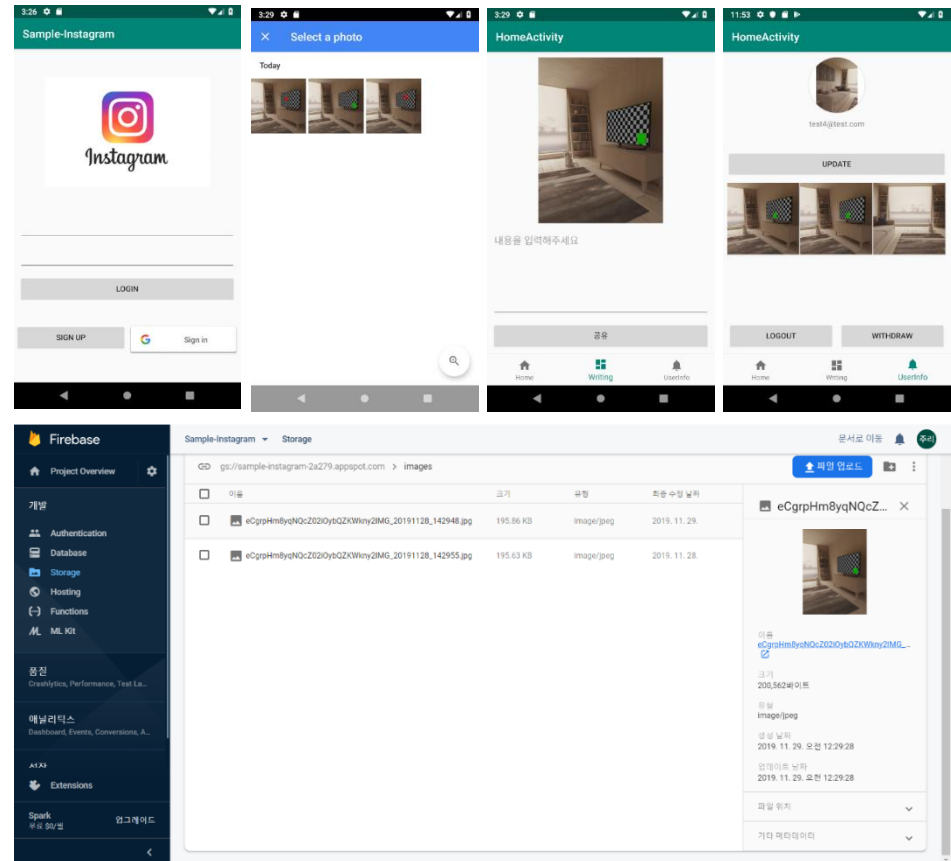 3:26
Sample-Instagram
Instagram
LOGIN
SIGN UP
G Sign in
3:29
× Select a photo
Today
3:29
HomeActivity
내용을 입력해주세요
공유
Home Writing UserInfo
11:53
HomeActivity
test4@test.com
UPDATE
LOGOUT WITHDRAW
Home Writing UserInfo
Firebase
Project Overview
개발
Authentication
Database
Storage
Hosting
Functions
ML Kit
품질
Crashlytics, Performance, Test La...
애널리틱스
Dashboard, Events, Conversions, A...
Extensions
Spark
무료 $0/월
업그레이드
Sample-Instagram Storage
문서로 이동
주리
gs://sample-instagram-2a279.appspot.com > images
파일 업로드
이름 크기 유형 최종 수정 날짜
eCgrpHm8yqNQcZ02iOybQZKWkny2IMG_20191128_142948.jpg 195.86 KB image/jpeg 2019. 11. 29.
eCgrpHm8yqNQcZ02iOybQZKWkny2IMG_20191128_142955.jpg 195.63 KB image/jpeg 2019. 11. 28.
eCgrpHm8yqNQcZ...
이름
eCgrpHm8yqNQcZ02iOybQZKWkny2IMG_...
크기
200,562바이트
유형
image/jpeg
생성 날짜
2019. 11. 29. 오전 12:29:28
업데이트 날짜
2019. 11. 29. 오전 12:29:28
파일 위치
기타 메타데이터